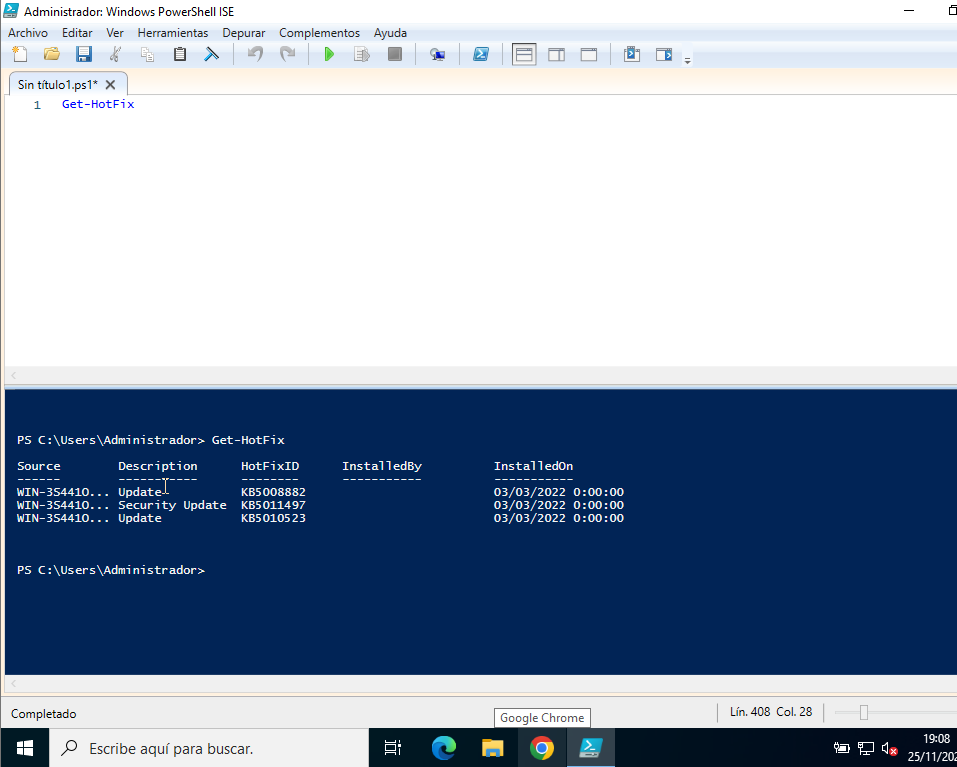 Administrador: Windows PowerShell ISE
Archivo Editar Ver Herramientas Depurar Complementos Ayuda
Sin título1.ps1* X
1 Get-HotFix
PS C:\Users\Administrador> Get-HotFix
Source Description HotFixID InstalledBy InstalledOn
------ ----------- -------- ----------- -----------
WIN-3S441O... Update KB5008882 03/03/2022 0:00:00
WIN-3S441O... Security Update KB5011497 03/03/2022 0:00:00
WIN-3S441O... Update KB5010523 03/03/2022 0:00:00
PS C:\Users\Administrador>
Completado
Lín. 408 Col. 28
Google Chrome
Escribe aquí para buscar.
19:08
25/11/202